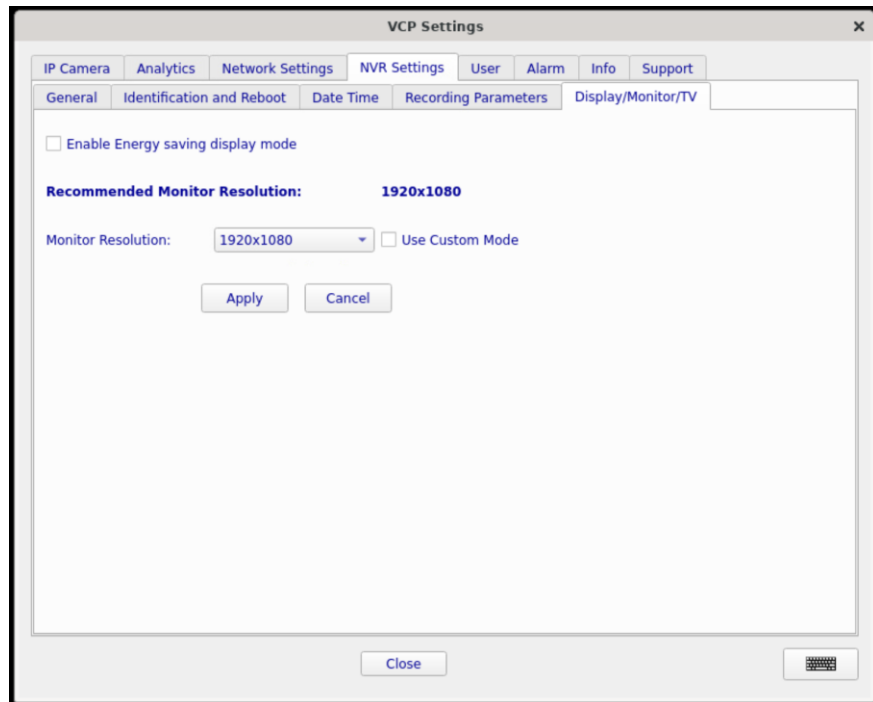 VCP Settings
IP Camera Analytics Network Settings NVR Settings User Alarm Info Support
General Identification and Reboot Date Time Recording Parameters Display/Monitor/TV
Enable Energy saving display mode
Recommended Monitor Resolution: 1920x1080
Monitor Resolution: 1920x1080 Use Custom Mode
Apply Cancel
Close